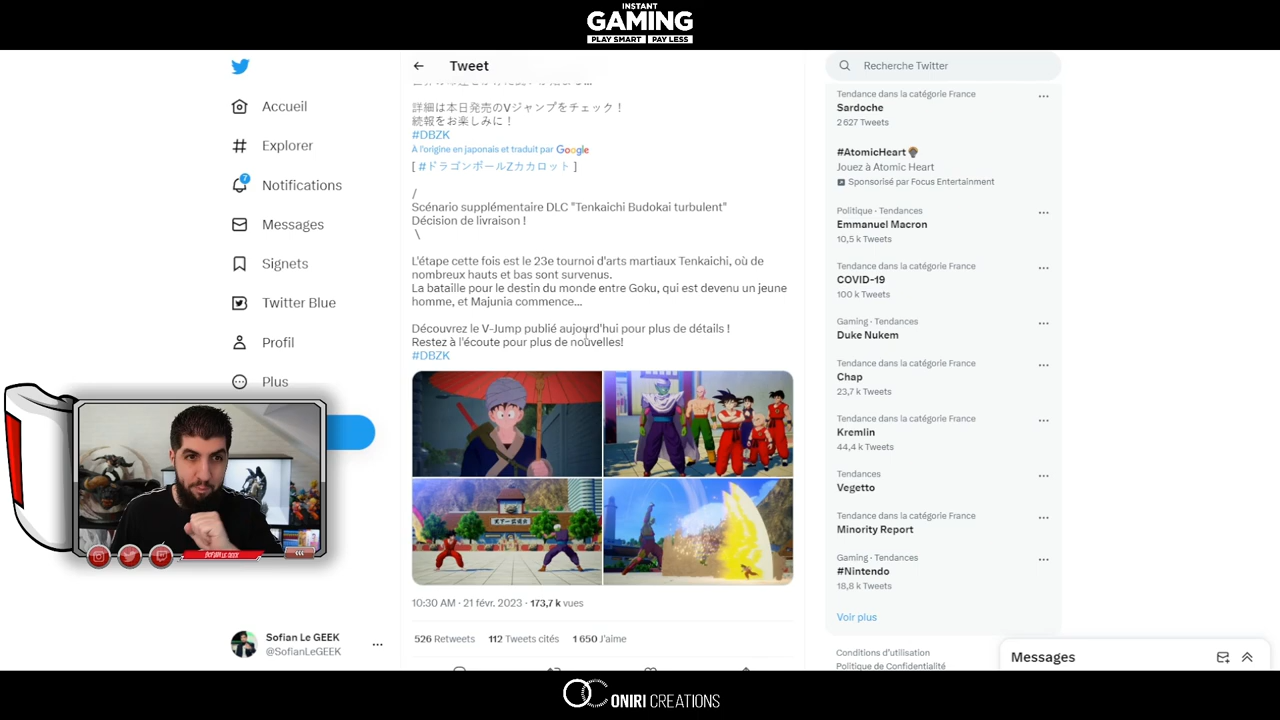 INSTANT
GAMING
PLAY SMART PAY LESS
Tweet
Recherche Twitter
Accueil
Explorer
7
Notifications
Messages
Signets
Twitter Blue
Profil
Plus
詳細は本日発売のVジャンプをチェック！
続報をお楽しみに！
#DBZK
À l'origine en japonais et traduit par Google
[ #ドラゴンボールZカカロット ]
/
Scénario supplémentaire DLC "Tenkaichi Budokai turbulent"
Décision de livraison !
\
L'étape cette fois est le 23e tournoi d'arts martiaux Tenkaichi, où de
nombreux hauts et bas sont survenus.
La bataille pour le destin du monde entre Goku, qui est devenu un jeune
homme, et Majunia commence...
Découvrez le V-Jump publié aujourd'hui pour plus de détails !
Restez à l'écoute pour plus de nouvelles!
#DBZK
10:30 AM · 21 févr. 2023 · 173,7 k vues
526 Retweets 112 Tweets cités 1 650 J'aime
Tendance dans la catégorie France
Sardoche
2 627 Tweets
#AtomicHeart
Jouez à Atomic Heart
Sponsorisé par Focus Entertainment
Politique · Tendances
Emmanuel Macron
10,5 k Tweets
Tendance dans la catégorie France
COVID-19
100 k Tweets
Gaming · Tendances
Duke Nukem
Tendance dans la catégorie France
Chap
23,7 k Tweets
Tendance dans la catégorie France
Kremlin
44,4 k Tweets
Tendances
Vegetto
Tendance dans la catégorie France
Minority Report
Gaming · Tendances
#Nintendo
18,8 k Tweets
Voir plus
Conditions d'utilisation
Politique de Confidentialité
Messages
SOFIAN LE GEEK
Sofian Le GEEK
@SofianLeGEEK
ONIRI CREATIONS